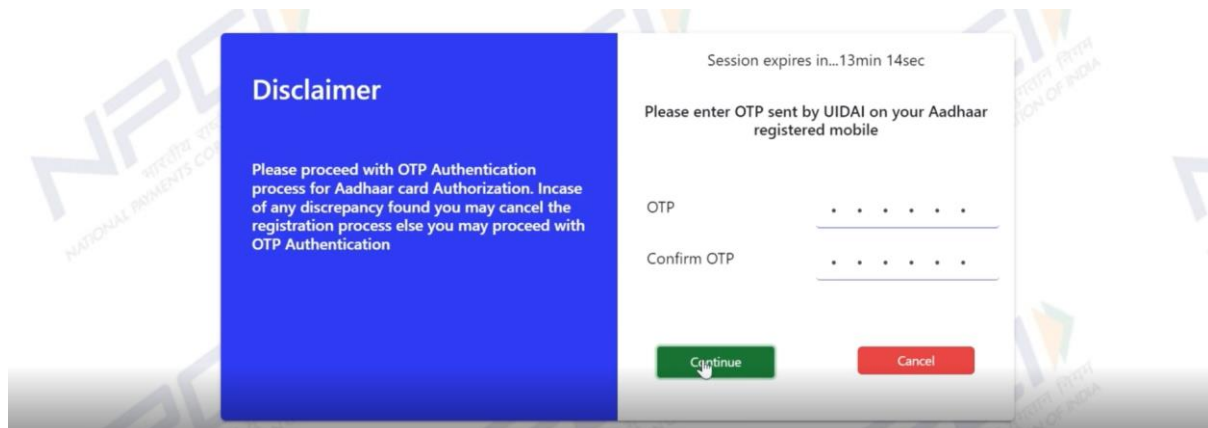 Disclaimer
Please proceed with OTP Authentication
process for Aadhaar card Authorization. Incase
of any discrepancy found you may cancel the
registration process else you may proceed with
OTP Authentication
Session expires in...13min 14sec
Please enter OTP sent by UIDAI on your Aadhaar
registered mobile
OTP
Confirm OTP
Continue
Cancel
NPCI